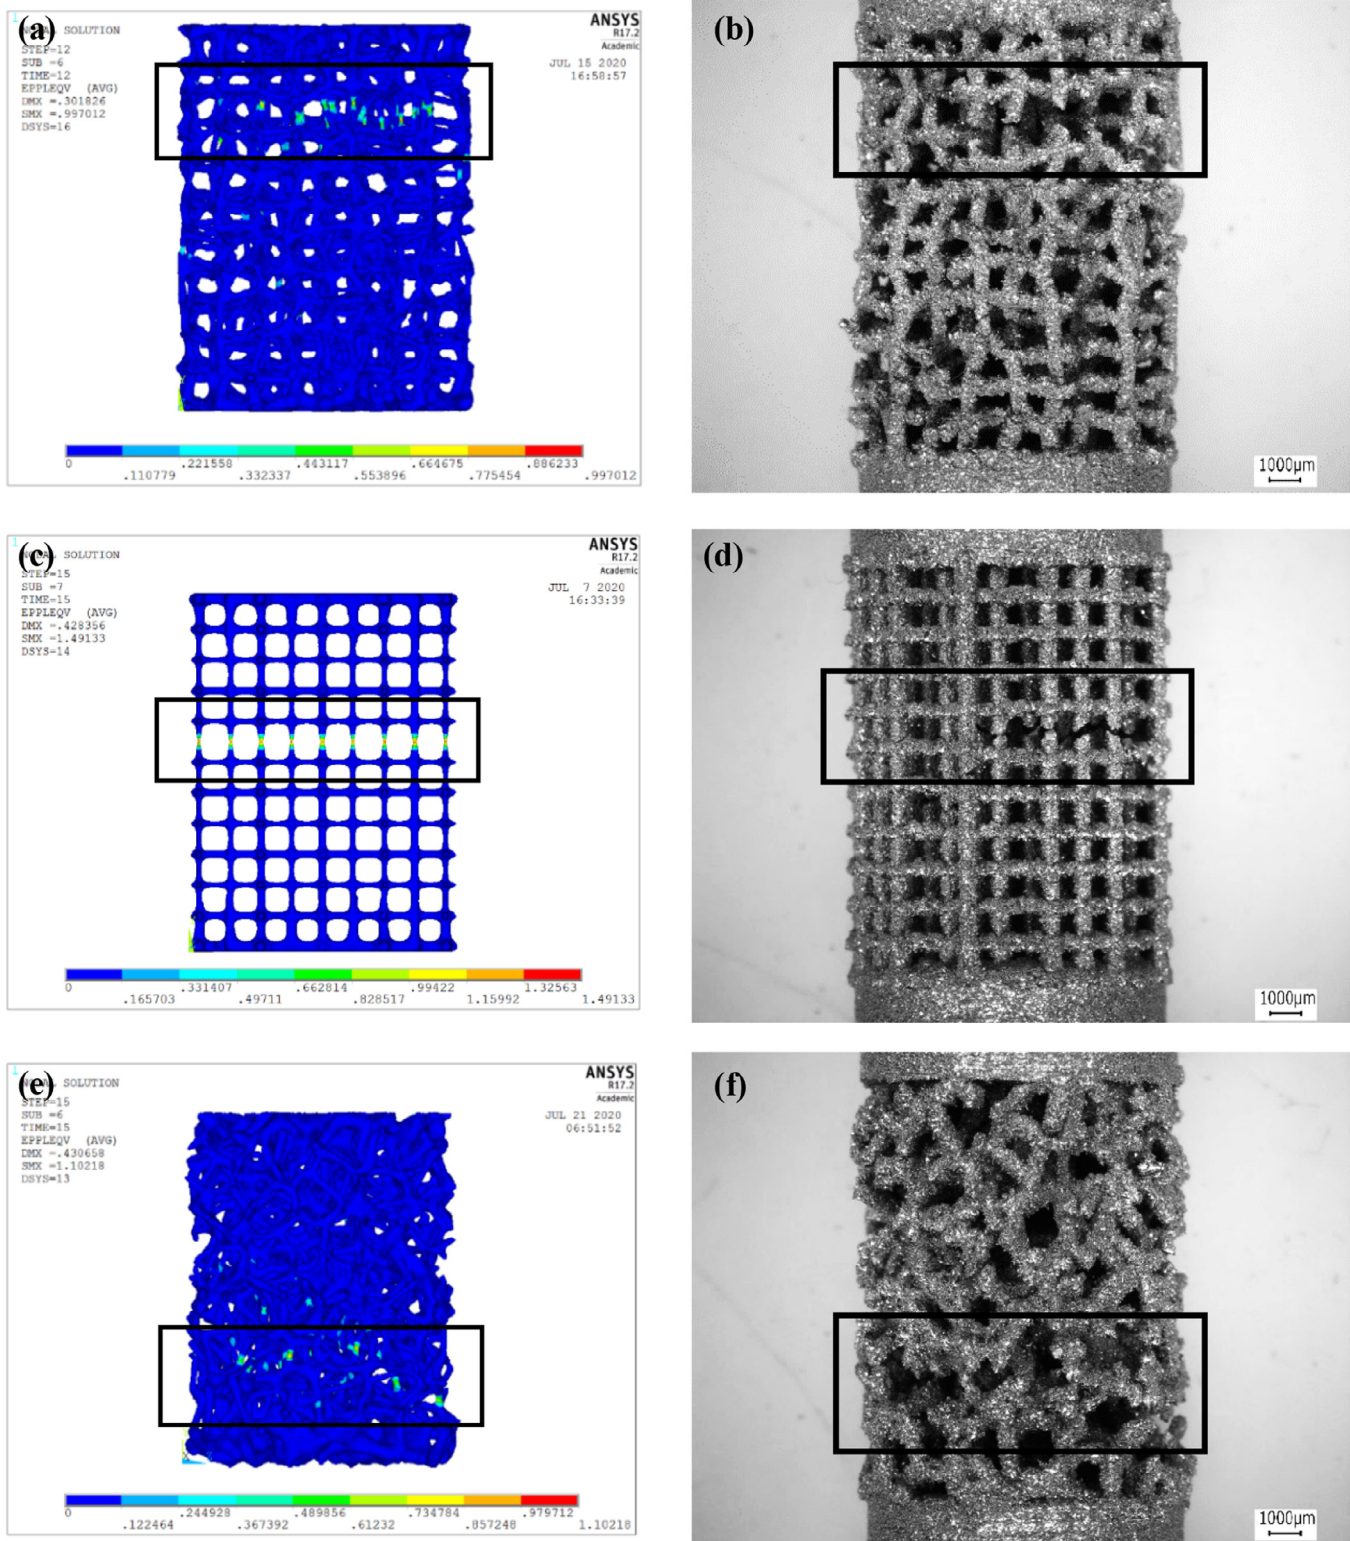 (a)
1
NODAL SOLUTION
STEP=12
SUB =6
TIME=12
EPPLEQV (AVG)
DMX =.301826
SMX =.997012
DSYS=16
ANSYS
R17.2
Academic
JUL 15 2020
16:58:57
0 .221558 .443117 .664675 .886233
.110779 .332337 .553896 .775454 .997012
(b)
1000μm
(c)
1
SOLUTION
STEP=15
SUB =7
TIME=15
EPPLEQV (AVG)
DMX =.428356
SMX =1.49133
DSYS=14
ANSYS
R17.2
Academic
JUL 7 2020
16:33:39
0 .331407 .662814 .99422 1.32563
.165703 .49711 .828517 1.15992 1.49133
(d)
1000μm
(e)
1
SOLUTION
STEP=15
SUB =6
TIME=15
EPPLEQV (AVG)
DMX =.430658
SMX =1.10218
DSYS=13
ANSYS
R17.2
Academic
JUL 21 2020
06:51:52
0 .244928 .489856 .734784 .979712
.122464 .367392 .61232 .857248 1.10218
(f)
1000μm